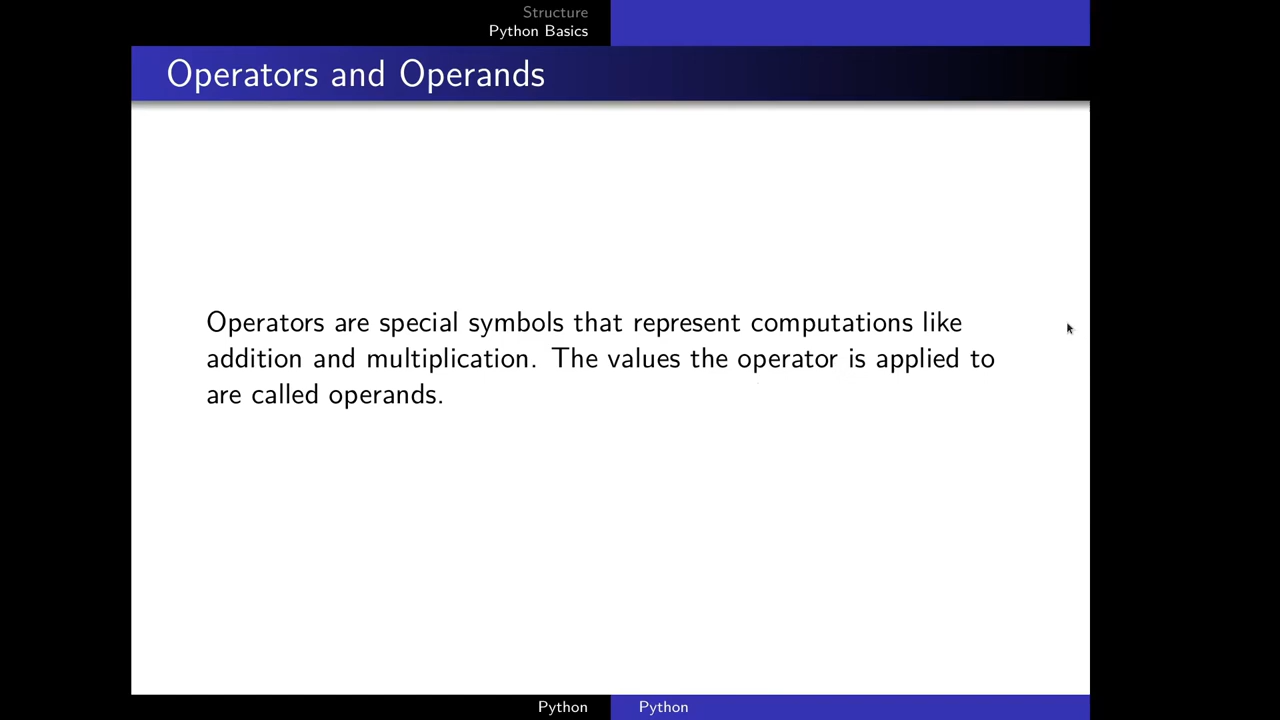 Structure
Python Basics
Operators and Operands
Operators are special symbols that represent computations like
addition and multiplication. The values the operator is applied to
are called operands.
Python Python